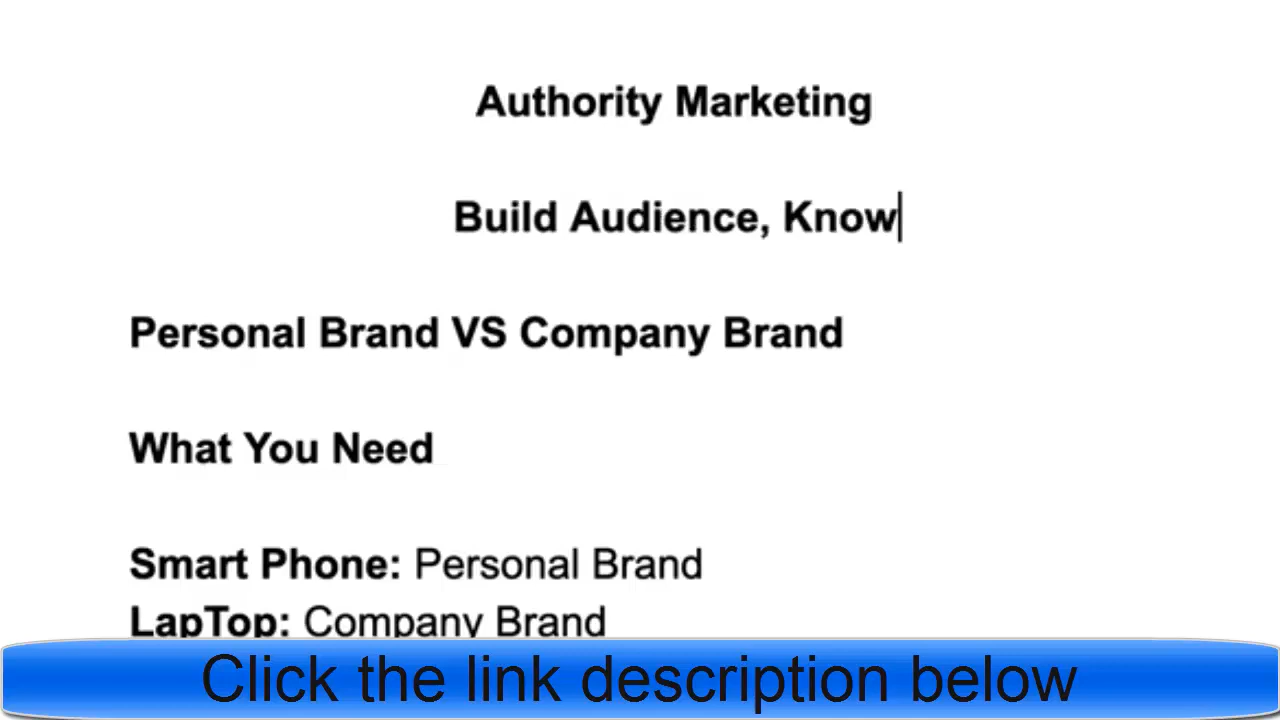 Authority Marketing
Build Audience, Know
Personal Brand VS Company Brand
What You Need
Smart Phone: Personal Brand
LapTop: Company Brand
Click the link description below